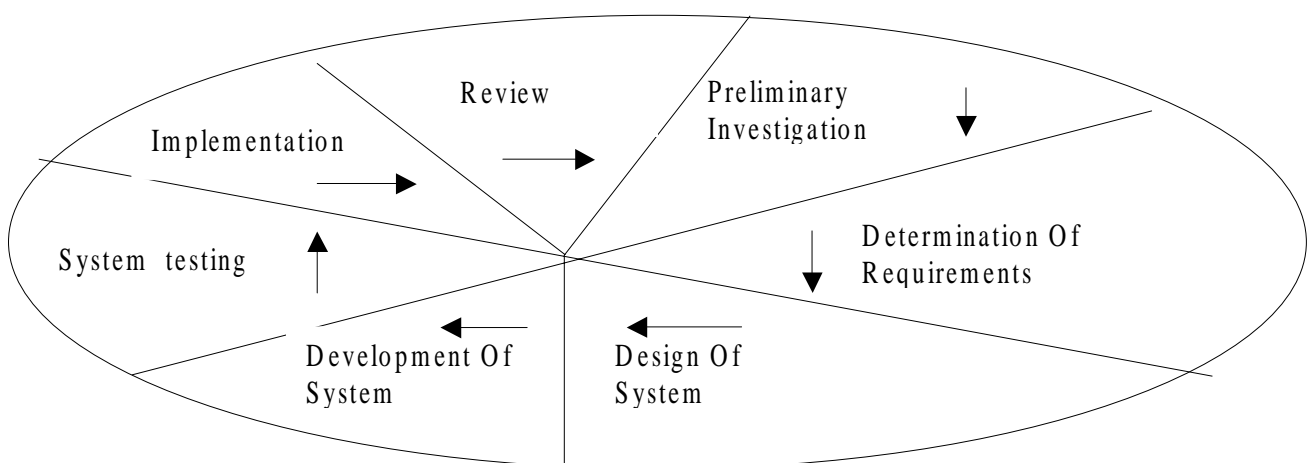 Review
Preliminary
Investigation
Implementation
Determination Of
Requirements
System testing
Development Of
System
Design Of
System